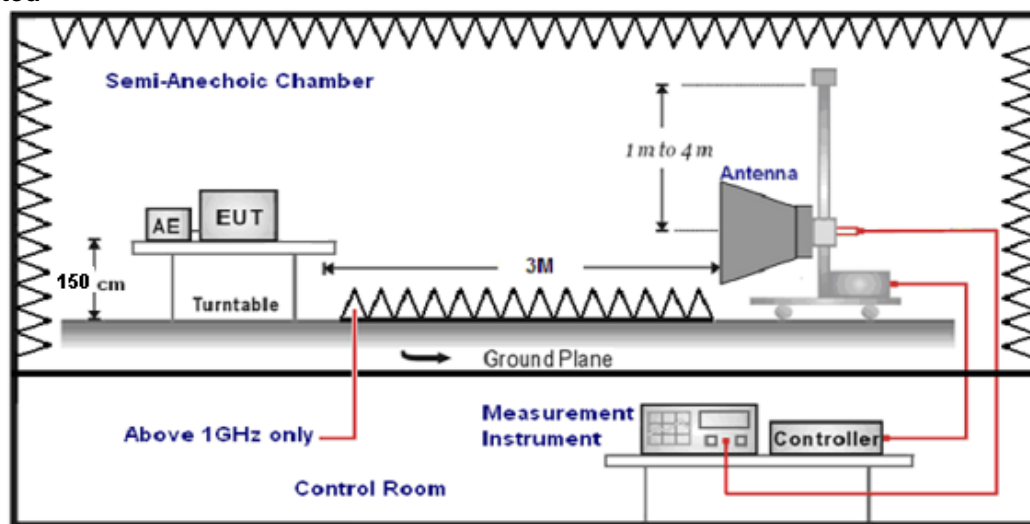 Semi-Anechoic Chamber
1 m to 4 m
Antenna
AE
EUT
150 cm
3M
Turntable
Ground Plane
Above 1GHz only
Measurement
Instrument
Controller
Control Room